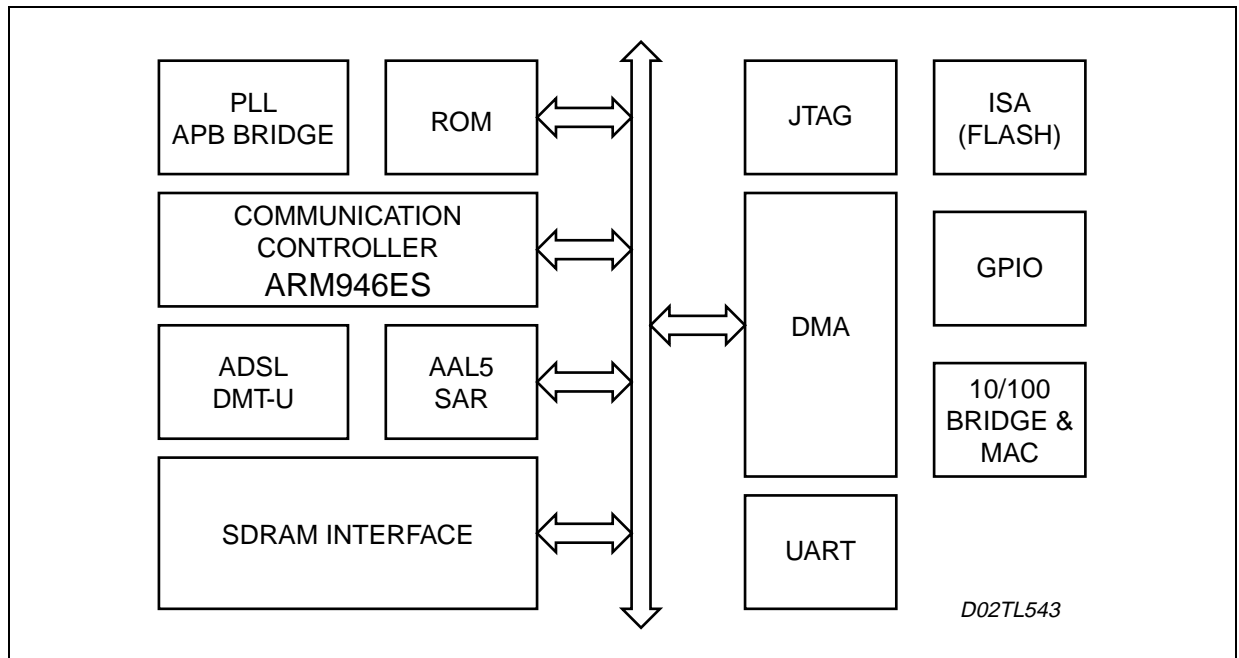 PLL
APB BRIDGE
ROM
JTAG
ISA
(FLASH)
COMMUNICATION
CONTROLLER
ARM946ES
DMA
GPIO
ADSL
DMT-U
AAL5
SAR
10/100
BRIDGE &
MAC
SDRAM INTERFACE
UART
D02TL543